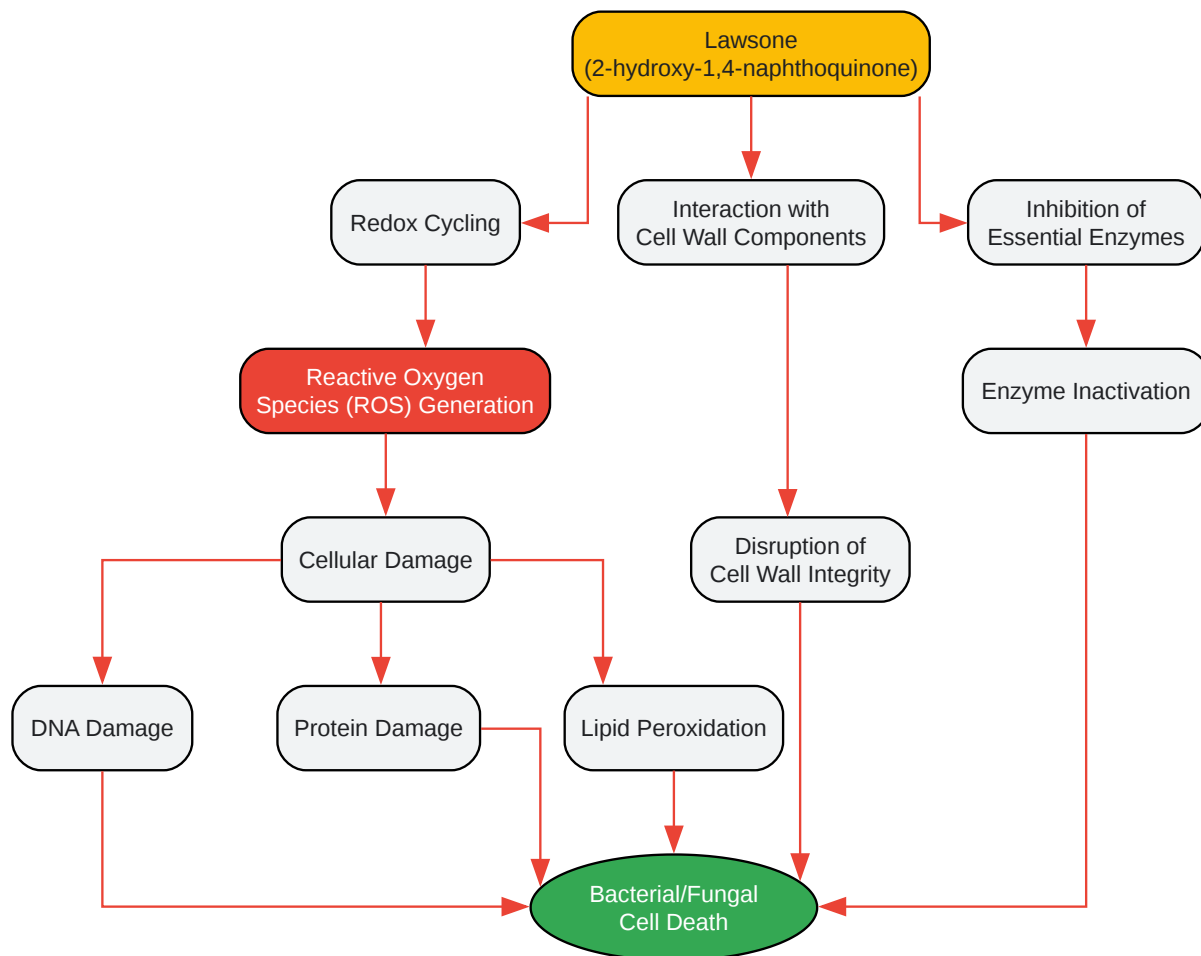 Lawsone
(2-hydroxy-1,4-naphthoquinone)
Redox Cycling
Interaction with
Cell Wall Components
Inhibition of
Essential Enzymes
Reactive Oxygen
Species (ROS) Generation
Enzyme Inactivation
Cellular Damage
Disruption of
Cell Wall Integrity
DNA Damage
Protein Damage
Lipid Peroxidation
Bacterial/Fungal
Cell Death